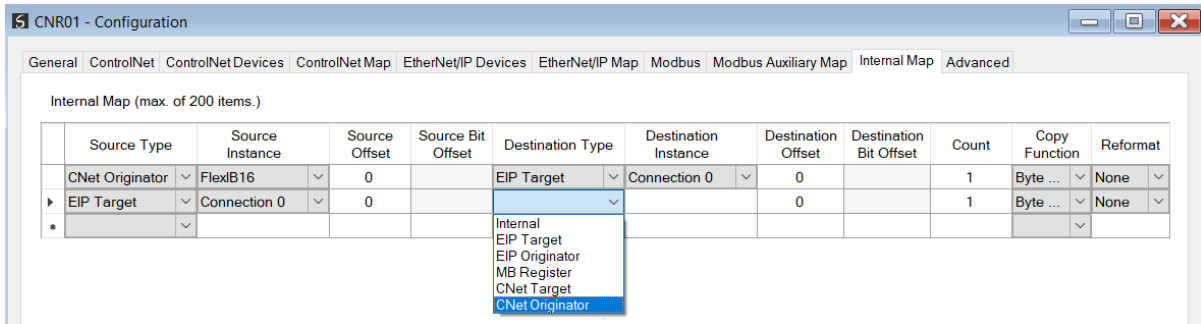 CNR01 - Configuration
General ControlNet ControlNet Devices ControlNet Map EtherNet/IP Devices EtherNet/IP Map Modbus Modbus Auxiliary Map Internal Map Advanced
Internal Map (max. of 200 items.)
Source Type Source Instance Source Offset Source Bit Offset Destination Type Destination Instance Destination Offset Destination Bit Offset Count Copy Function Reformat
CNet Originator FlexIB16 0 EIP Target Connection 0 0 1 Byte ... None
EIP Target Connection 0 0 0 1 Byte ... None
Internal
EIP Target
EIP Originator
MB Register
CNet Target
CNet Originator